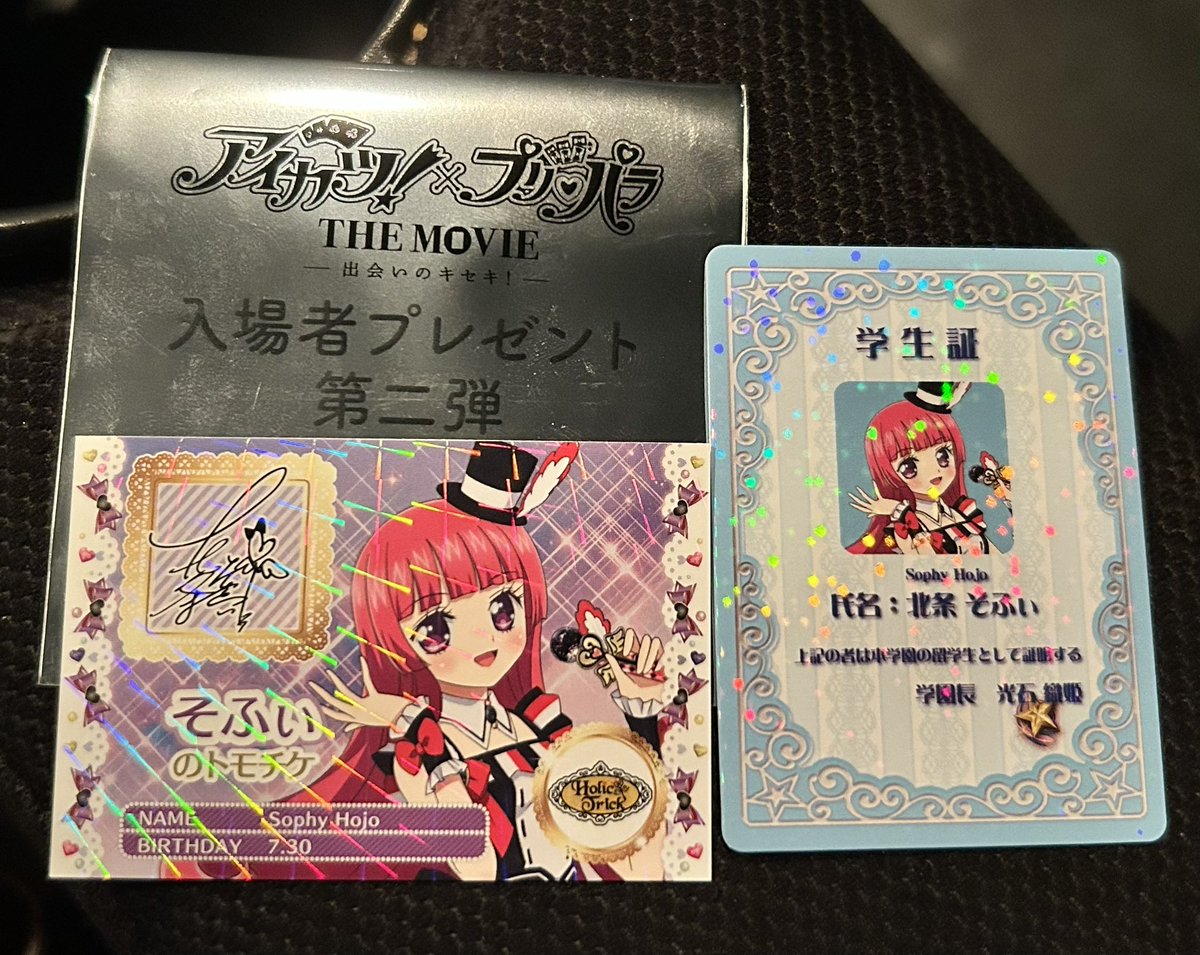 アイカツ!×プリパラ
THE MOVIE
― 出会いのキセキ! ―
入場者プレゼント
第二弾
そふぃ
のトモチケ
NAME Sophy Hojo
BIRTHDAY 7.30
Holic
Trick
学生証
Sophy Hojo
氏名:北条 そふぃ
上記の者は本学園の留学生として証明する
学園長 光石 織姫